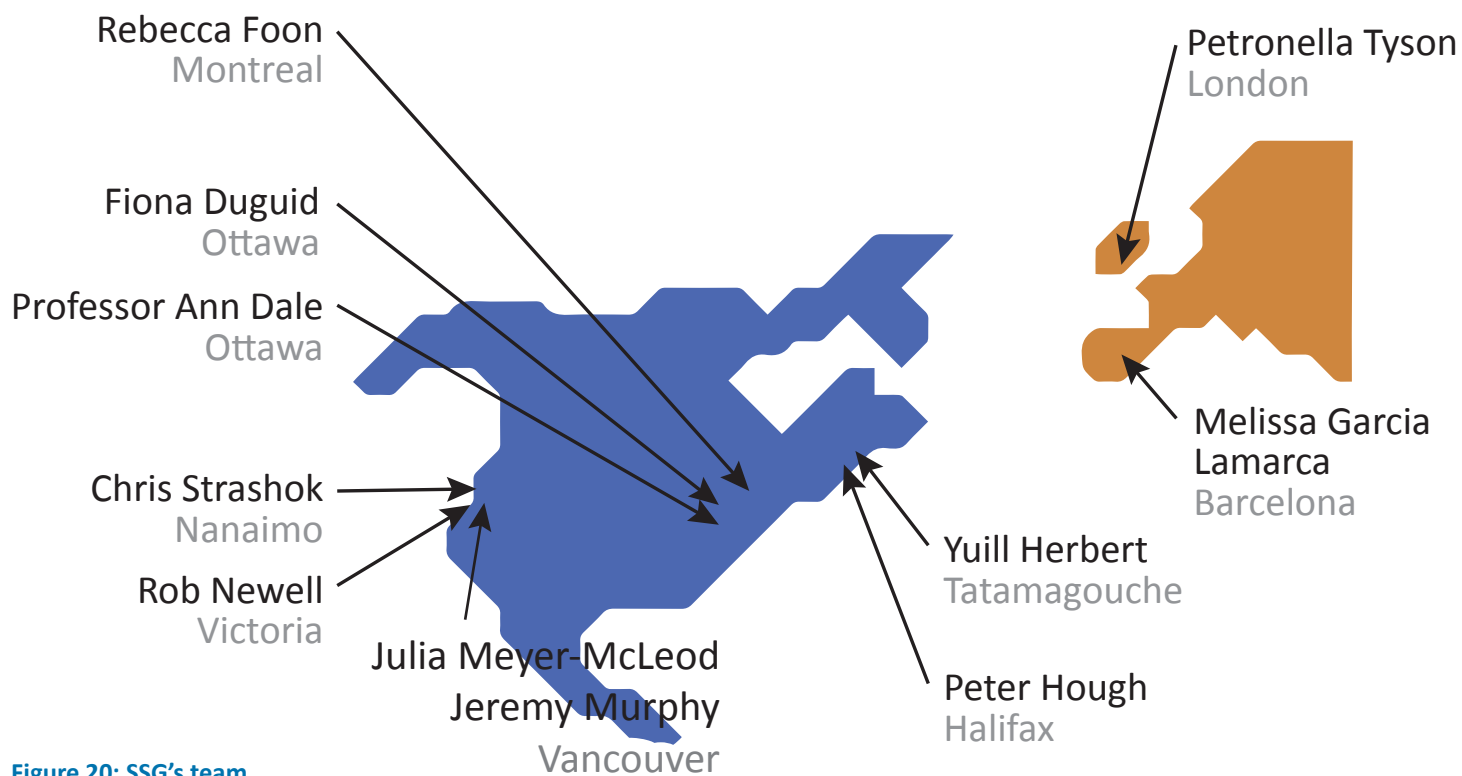 Rebecca Foon
Montreal
Petronella Tyson
London
Fiona Duguid
Ottawa
Professor Ann Dale
Ottawa
Melissa Garcia
Lamarca
Barcelona
Chris Strashok
Nanaimo
Yuill Herbert
Tatamagouche
Rob Newell
Victoria
Julia Meyer-McLeod
Jeremy Murphy
Vancouver
Peter Hough
Halifax
Figure 20: SSG's team